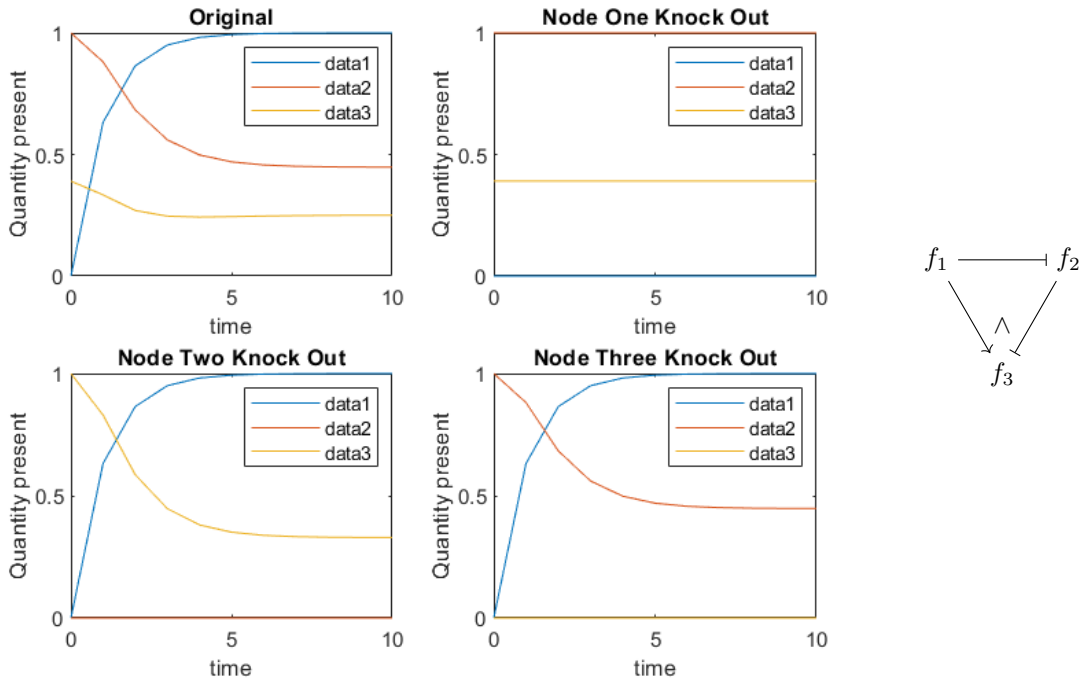 Original
1
0.5
0
0
5
10
Quantity present
time
data1
data2
data3
Node One Knock Out
1
0.5
0
0
5
10
Quantity present
time
data1
data2
data3
Node Two Knock Out
1
0.5
0
0
5
10
Quantity present
time
data1
data2
data3
Node Three Knock Out
1
0.5
0
0
5
10
Quantity present
time
data1
data2
data3
f1 f2
∧
f3